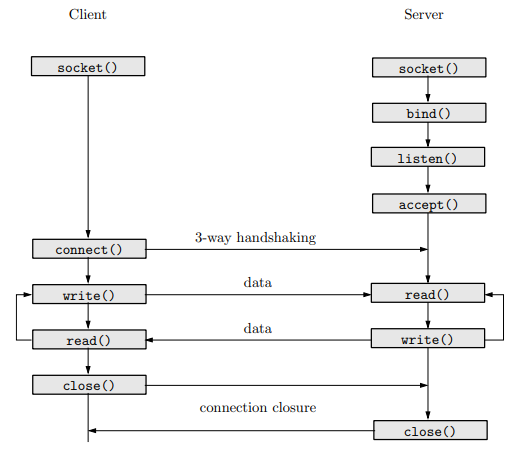 Client Server
socket() socket()
bind()
listen()
accept()
3-way handshaking
connect()
data
write() read()
data
read() write()
close()
connection closure
close()